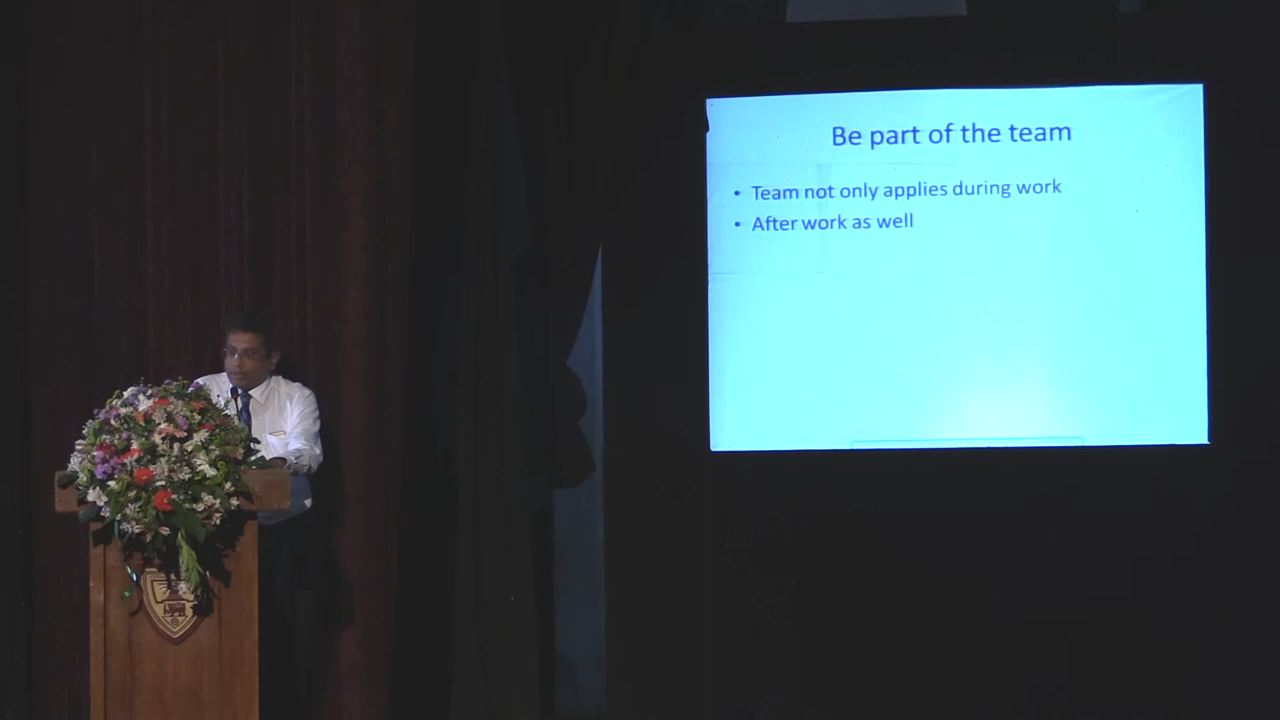 Be part of the team
• Team not only applies during work
• After work as well